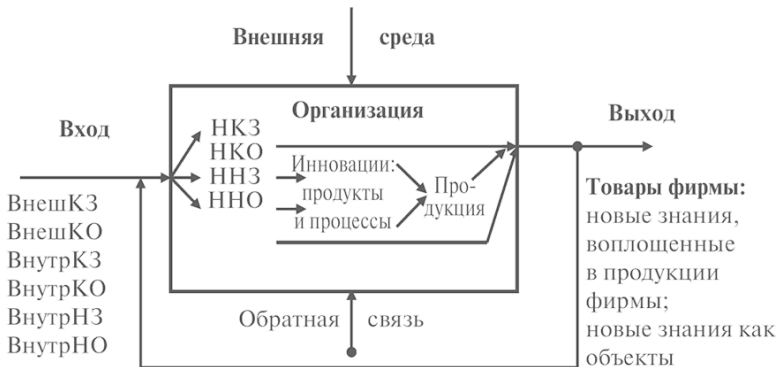 Внешняя среда
Организация
Вход
Выход
НКЗ
НКО
ННЗ
ННО
Инновации:
продукты
и процессы
Про-
дукция
ВнешКЗ
ВнешКО
ВнутрКЗ
ВнутрКО
ВнутрНЗ
ВнутрНО
Обратная связь
Товары фирмы:
новые знания,
воплощенные
в продукции
фирмы;
новые знания как
объекты